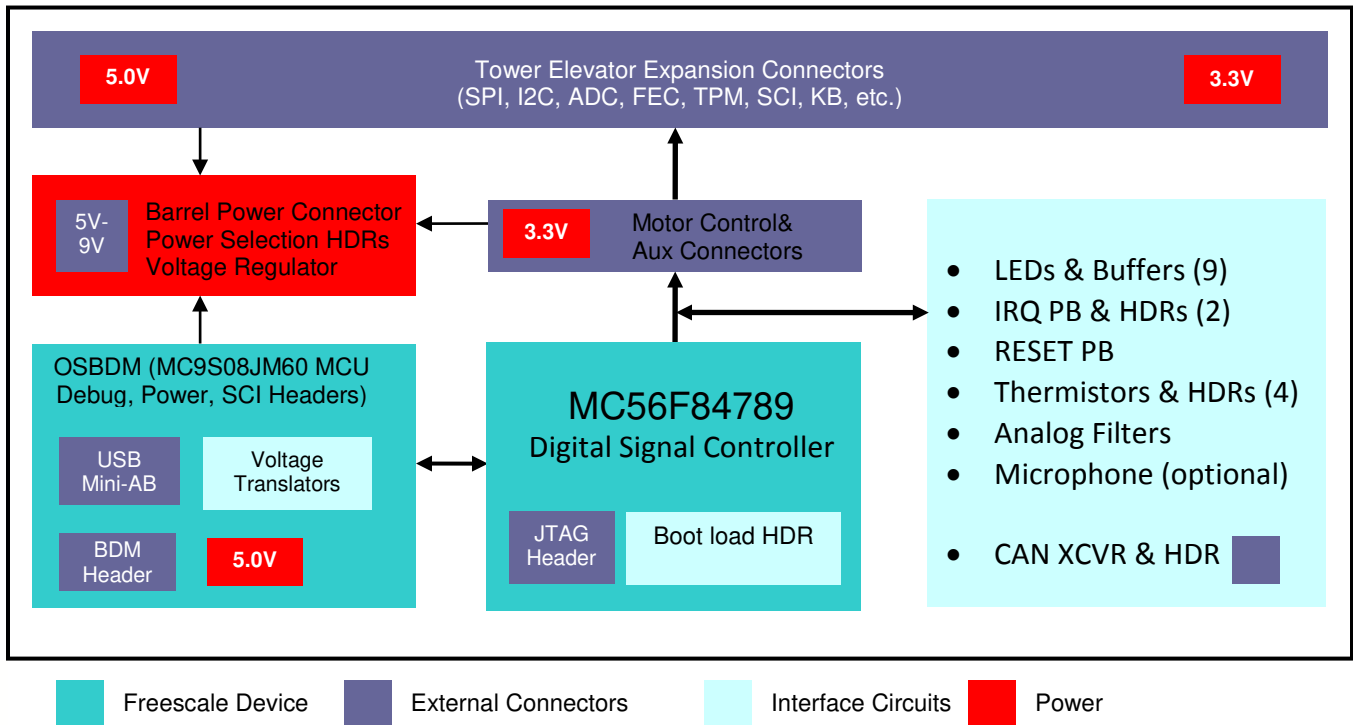 5.0V
Tower Elevator Expansion Connectors
(SPI, I2C, ADC, FEC, TPM, SCI, KB, etc.)
3.3V
5V-
9V
Barrel Power Connector
Power Selection HDRs
Voltage Regulator
3.3V
Motor Control&
Aux Connectors
• LEDs & Buffers (9)
• IRQ PB & HDRs (2)
• RESET PB
• Thermistors & HDRs (4)
• Analog Filters
• Microphone (optional)
• CAN XCVR & HDR
OSBDM (MC9S08JM60 MCU
Debug, Power, SCI Headers)
USB
Mini-AB
Voltage
Translators
BDM
Header
5.0V
MC56F84789
Digital Signal Controller
JTAG
Header
Boot load HDR
Freescale Device
External Connectors
Interface Circuits
Power